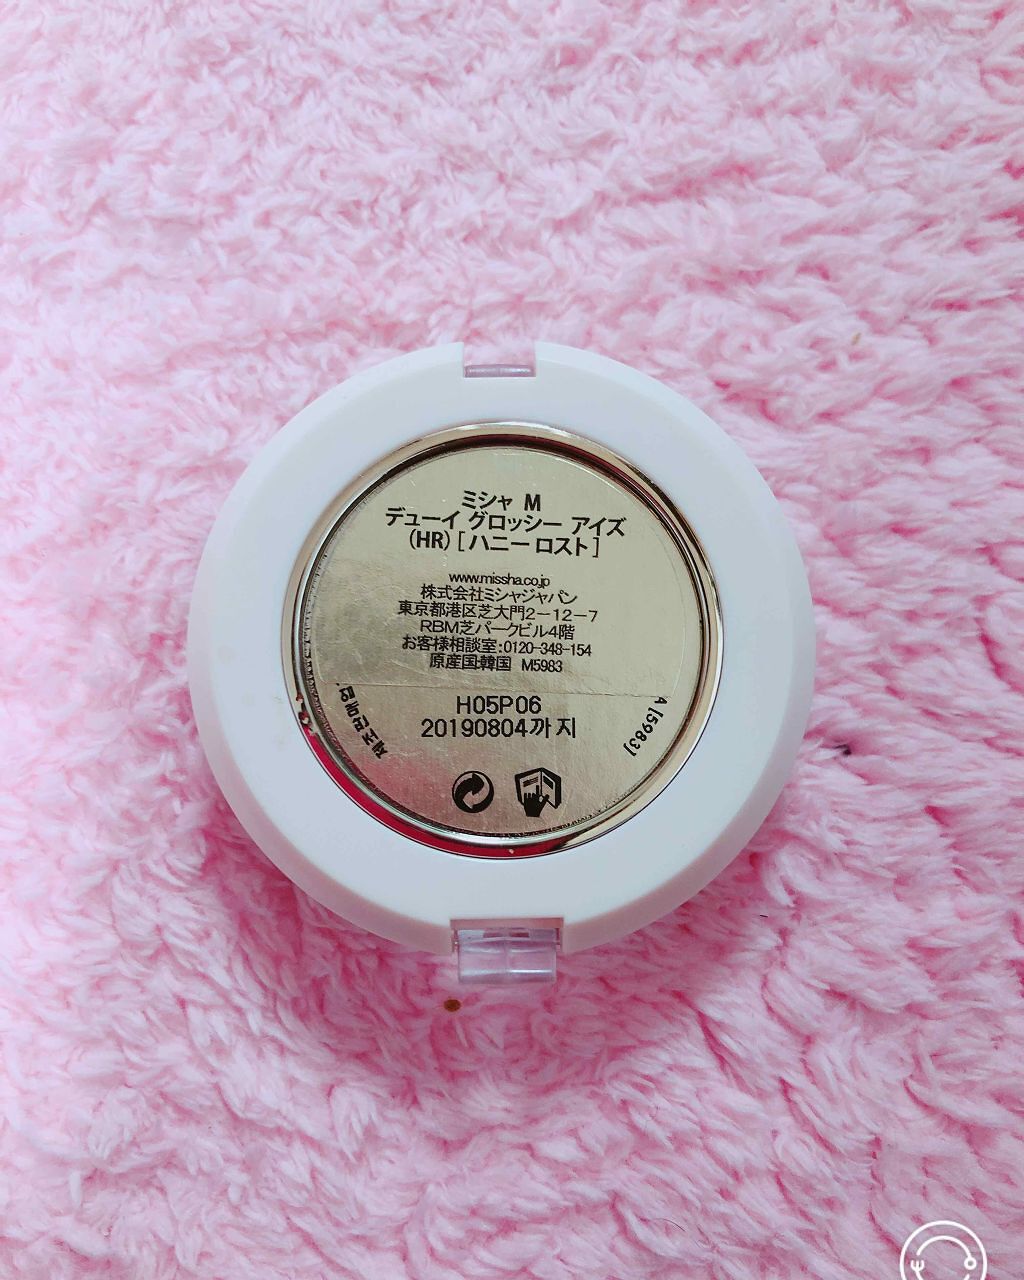 ミシャ M
デューイ グロッシー アイズ
(HR) [ハニーロスト]
www.missha.co.jp
株式会社ミシャジャパン
東京都港区芝大門2－12－7
RBM芝パークビル4階
お客様相談室:0120-348-154
原産国:韓国 M5983
H05P06
20190804까지
A [5983]